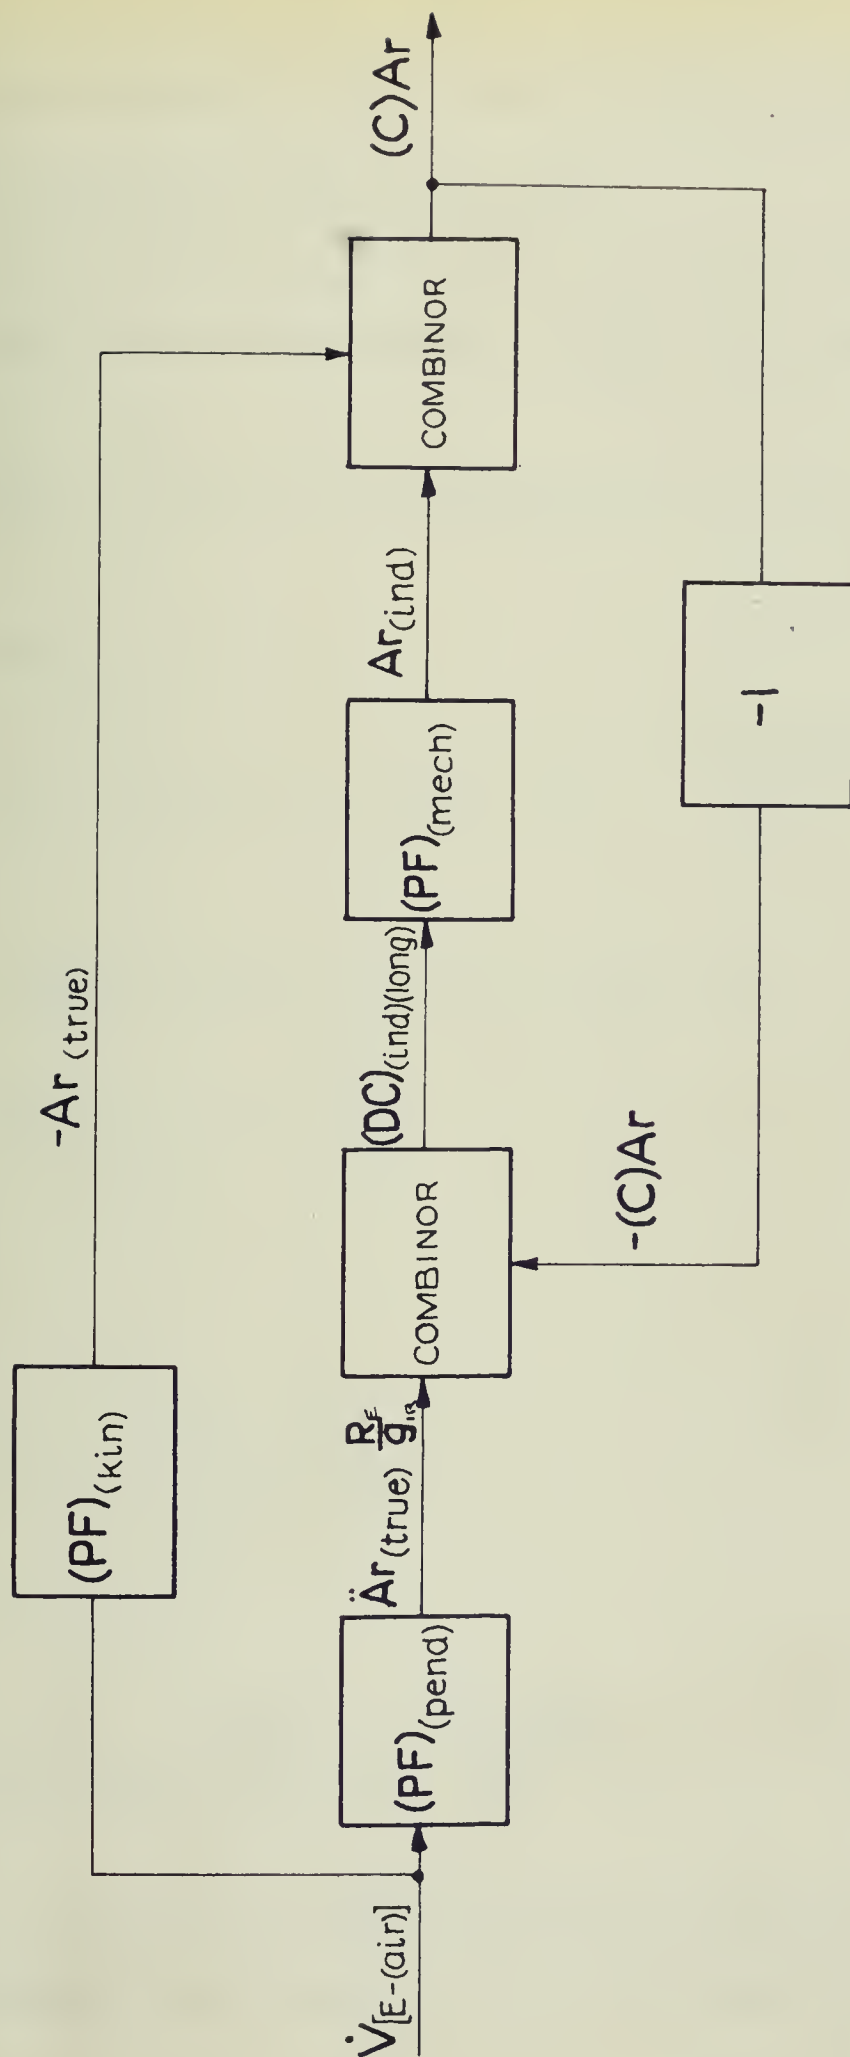 -Ar(true)
(PF)(kin)
V̇[E-(air)]
(PF)(pend)
Är(true) R_E/g
COMBINOR
(DC)(ind)(long)
(PF)(mech)
Ar(ind)
COMBINOR
(C)Ar
-(C)Ar
-1